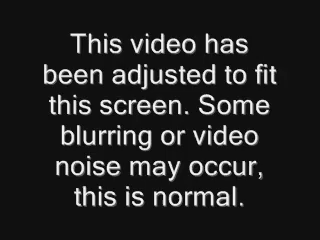 This video has
been adjusted to fit
this screen. Some
blurring or video
noise may occur,
this is normal.